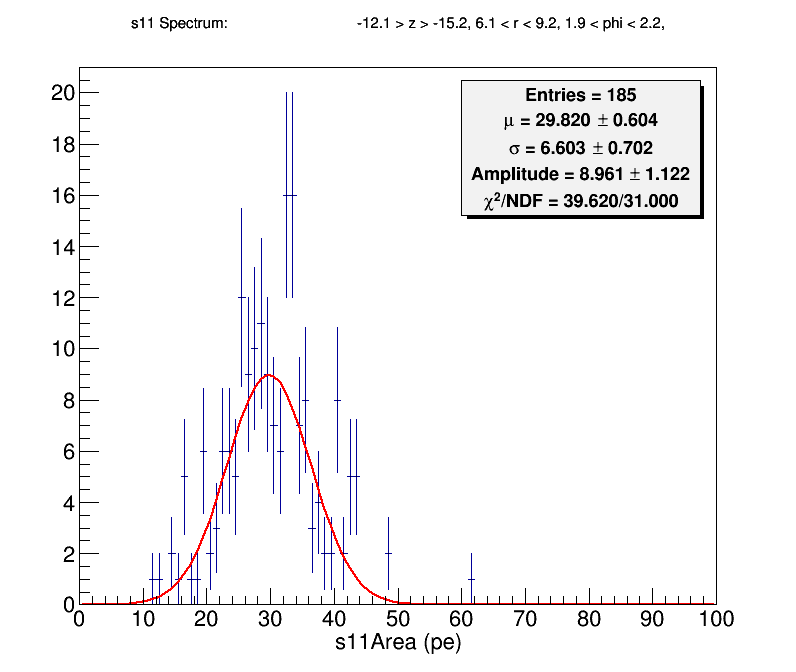 s11 Spectrum: -12.1 > z > -15.2, 6.1 < r < 9.2, 1.9 < phi < 2.2,
Entries = 185
μ = 29.820 ± 0.604
σ = 6.603 ± 0.702
Amplitude = 8.961 ± 1.122
χ²/NDF = 39.620/31.000
20
18
16
14
12
10
8
6
4
2
0
0 10 20 30 40 50 60 70 80 90 100
s11Area (pe)